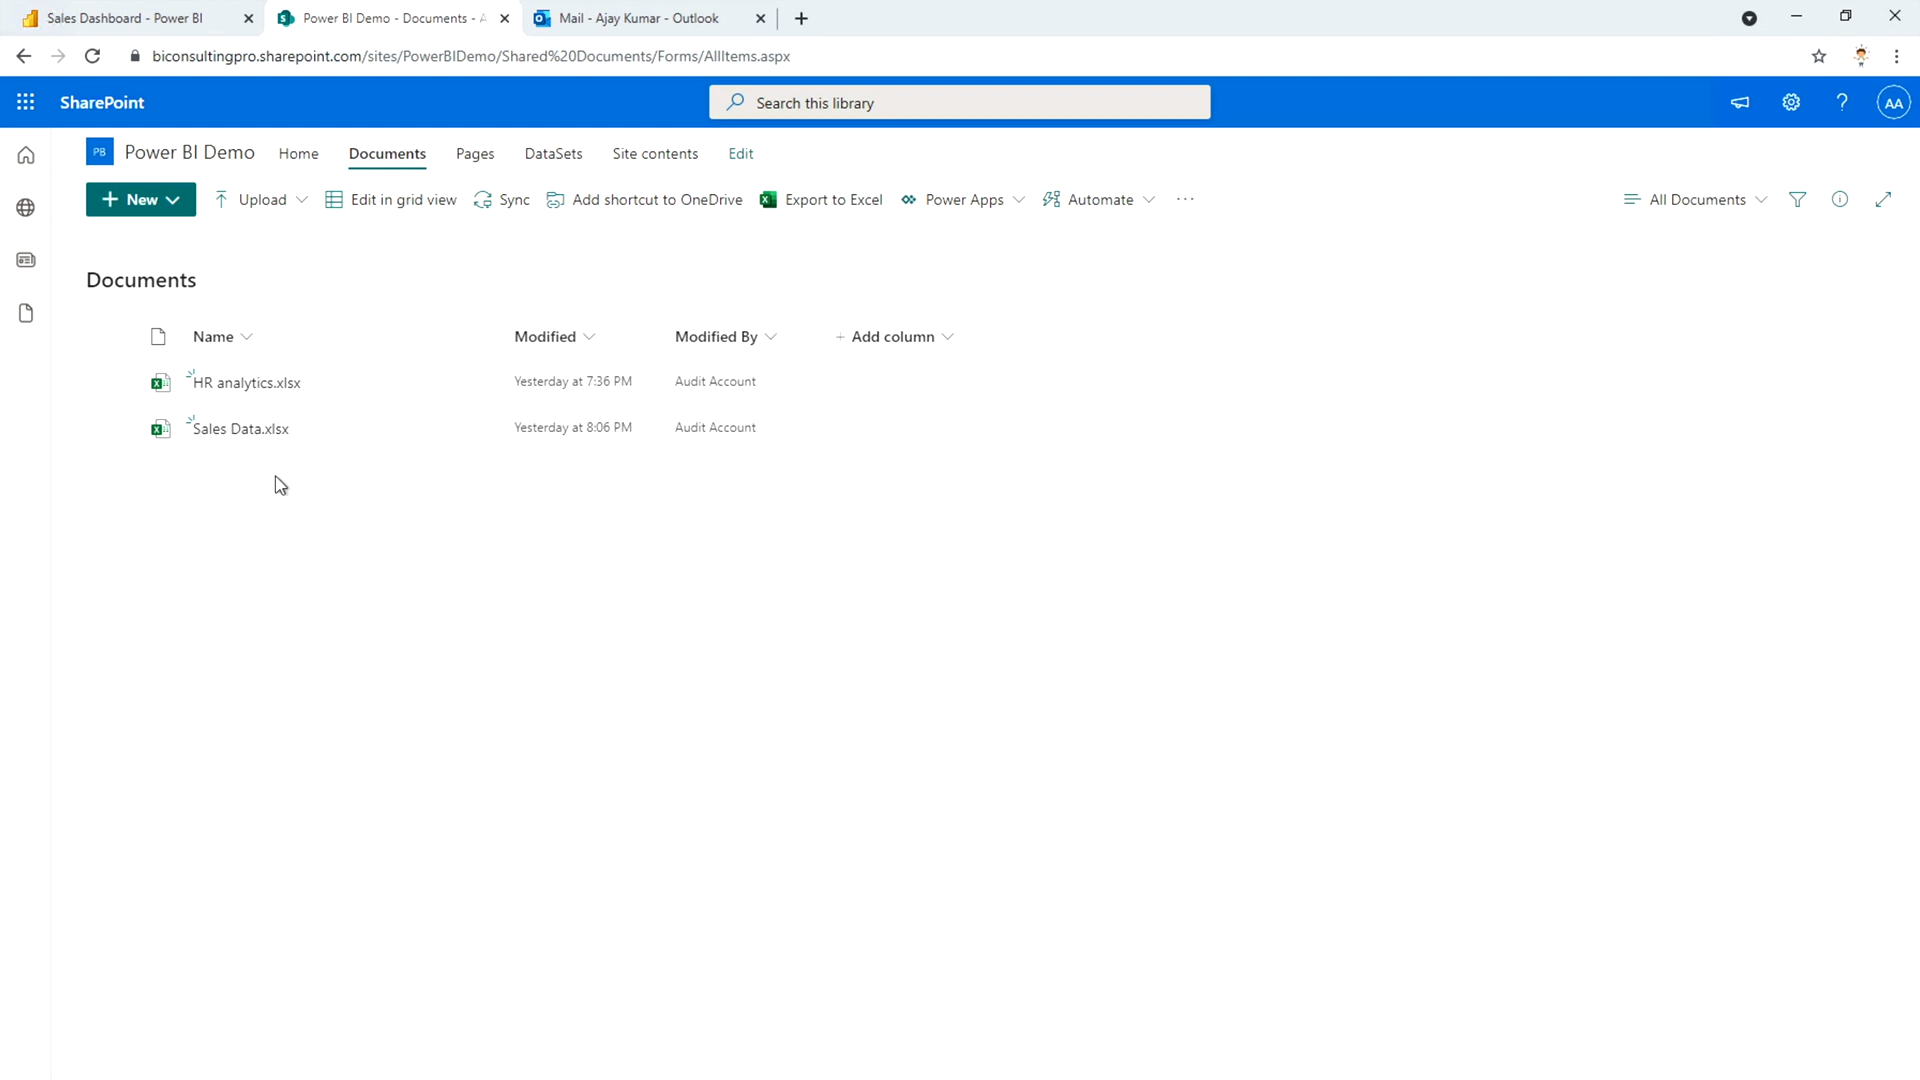 Sales Dashboard - Power BI
Power BI Demo - Documents - A
Mail - Ajay Kumar - Outlook
biconsultingpro.sharepoint.com/sites/PowerBIDemo/Shared%20Documents/Forms/AllItems.aspx
SharePoint
Search this library
AA
PB
Power BI Demo
Home
Documents
Pages
DataSets
Site contents
Edit
New
Upload
Edit in grid view
Sync
Add shortcut to OneDrive
Export to Excel
Power Apps
Automate
All Documents
Documents
Name
Modified
Modified By
Add column
HR analytics.xlsx
Yesterday at 7:36 PM
Audit Account
Sales Data.xlsx
Yesterday at 8:06 PM
Audit Account